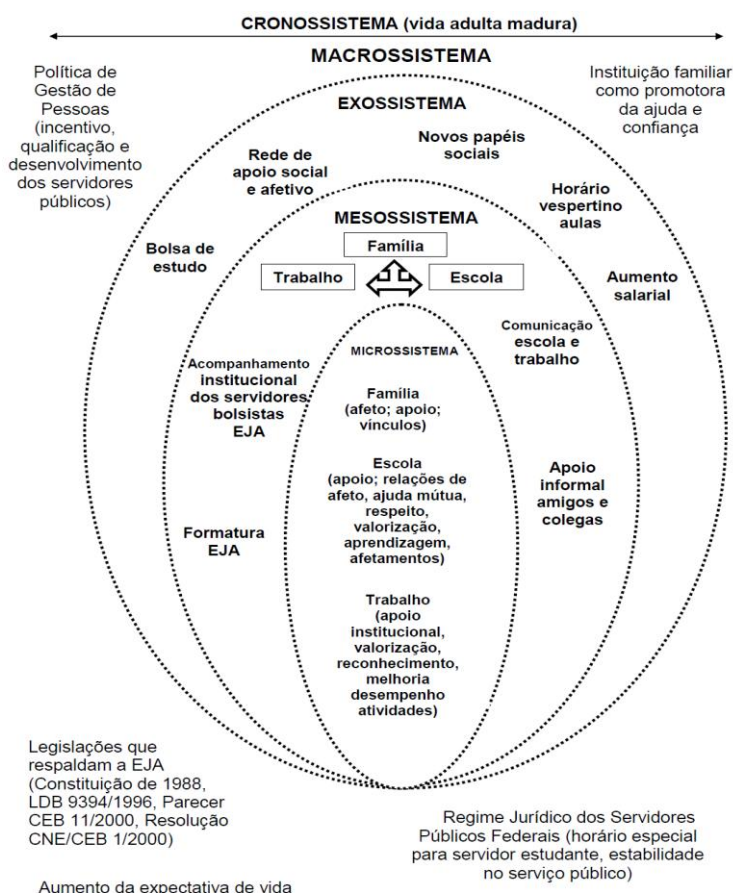 CRONOSSISTEMA (vida adulta madura)
MACROSSISTEMA
Política de
Gestão de
Pessoas
(incentivo,
qualificação e
desenvolvimento
dos servidores
públicos)
Instituição familiar
como promotora
da ajuda e
confiança
EXOSSISTEMA
Novos papéis
sociais
Rede de
apoio social
e afetivo
Horário
vespertino
aulas
Bolsa de
estudo
Aumento
salarial
MESOSSISTEMA
Família
Trabalho
Escola
Comunicação
escola e
trabalho
Acompanhamento
institucional
dos servidores
bolsistas
EJA
Apoio
informal
amigos e
colegas
Formatura
EJA
MICROSSISTEMA
Família
(afeto; apoio;
vínculos)
Escola
(apoio; relações de
afeto, ajuda mútua,
respeito,
valorização,
aprendizagem,
afetamentos)
Trabalho
(apoio
institucional,
valorização,
reconhecimento,
melhoria
desempenho
atividades)
Legislações que
respaldam a EJA
(Constituição de 1988,
LDB 9394/1996, Parecer
CEB 11/2000, Resolução
CNE/CEB 1/2000)
Regime Jurídico dos Servidores
Públicos Federais (horário especial
para servidor estudante, estabilidade
no serviço público)
Aumento da expectativa de vida